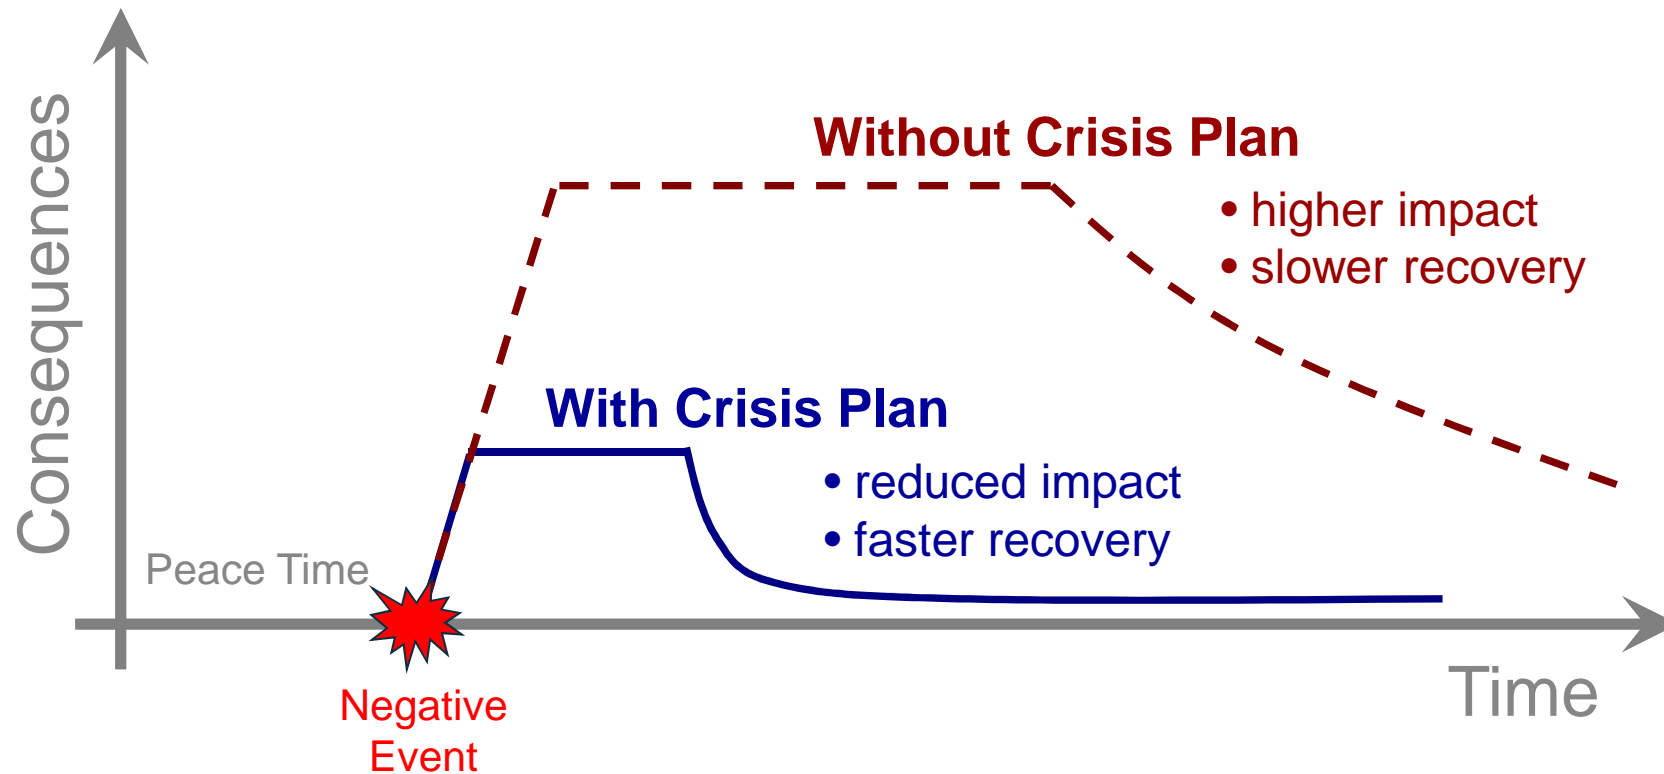 Consequences
Without Crisis Plan
• higher impact
• slower recovery
With Crisis Plan
• reduced impact
• faster recovery
Peace Time
Negative
Event
Time